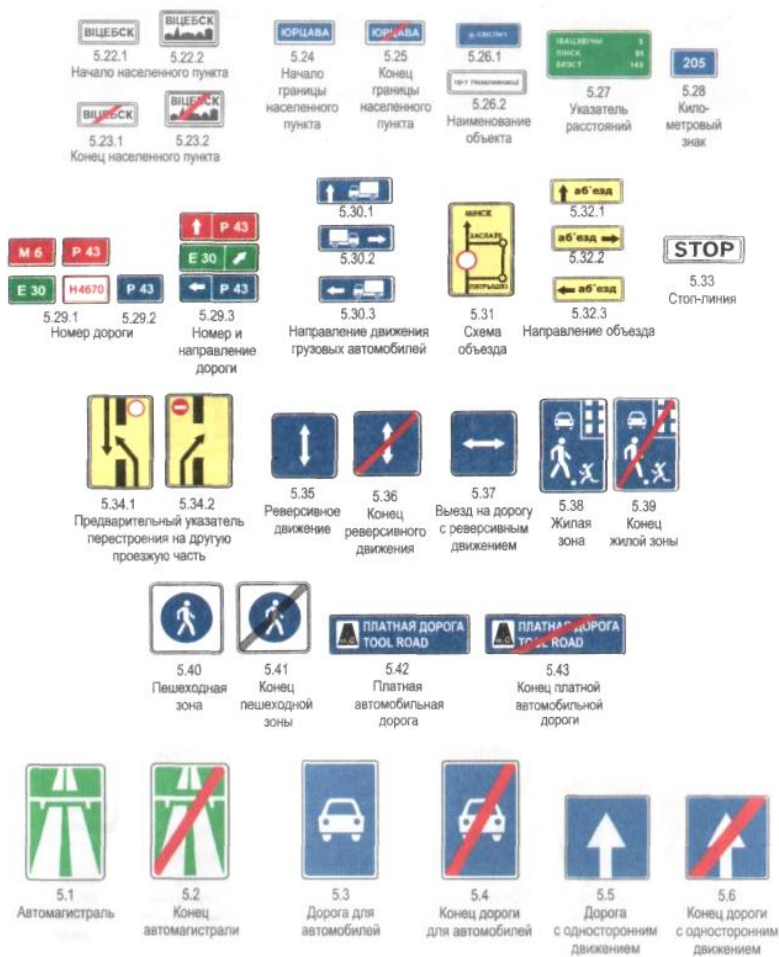 ВІЦЕБСК
ВІЦЕБСК
ЮРЦАВА
ЮРЦАВА
5.22.1
5.22.2
Начало населенного пункта
5.24
Начало
границы
населенного
пункта
5.25
Конец
границы
населенного
пункта
5.26.1
5.26.2
Наименование
объекта
ПІНСК
БРЭСТ
5.27
Указатель
расстояний
205
5.28
Кило-
метровый
знак
ВІЦЕБСК
ВІЦЕБСК
5.23.1
5.23.2
Конец населенного пункта
М 6
Р 43
Е 30
Н4670
Р 43
5.29.1
5.29.2
Номер дороги
Р 43
Е 30
Р 43
5.29.3
Номер и
направление
дороги
5.30.1
5.30.2
5.30.3
Направление движения
грузовых автомобилей
МІНСК
ЗАСЛАЎЕ
5.31
Схема
объезда
аб'езд
5.32.1
аб'езд
5.32.2
аб'езд
5.32.3
Направление объезда
STOP
5.33
Стоп-линия
5.34.1
5.34.2
Предварительный указатель
перестроения на другую
проезжую часть
5.35
Реверсивное
движение
5.36
Конец
реверсивного
движения
5.37
Выезд на дорогу
с реверсивным
движением
5.38
Жилая
зона
5.39
Конец
жилой зоны
5.40
Пешеходная
зона
5.41
Конец
пешеходной
зоны
ПЛАТНАЯ ДОРОГА
TOOL ROAD
5.42
Платная
автомобильная
дорога
ПЛАТНАЯ ДОРОГА
TOOL ROAD
5.43
Конец платной
автомобильной
дороги
5.1
Автомагистраль
5.2
Конец
автомагистрали
5.3
Дорога для
автомобилей
5.4
Конец дороги
для автомобилей
5.5
Дорога
с односторонним
движением
5.6
Конец дороги
с односторонним
движением